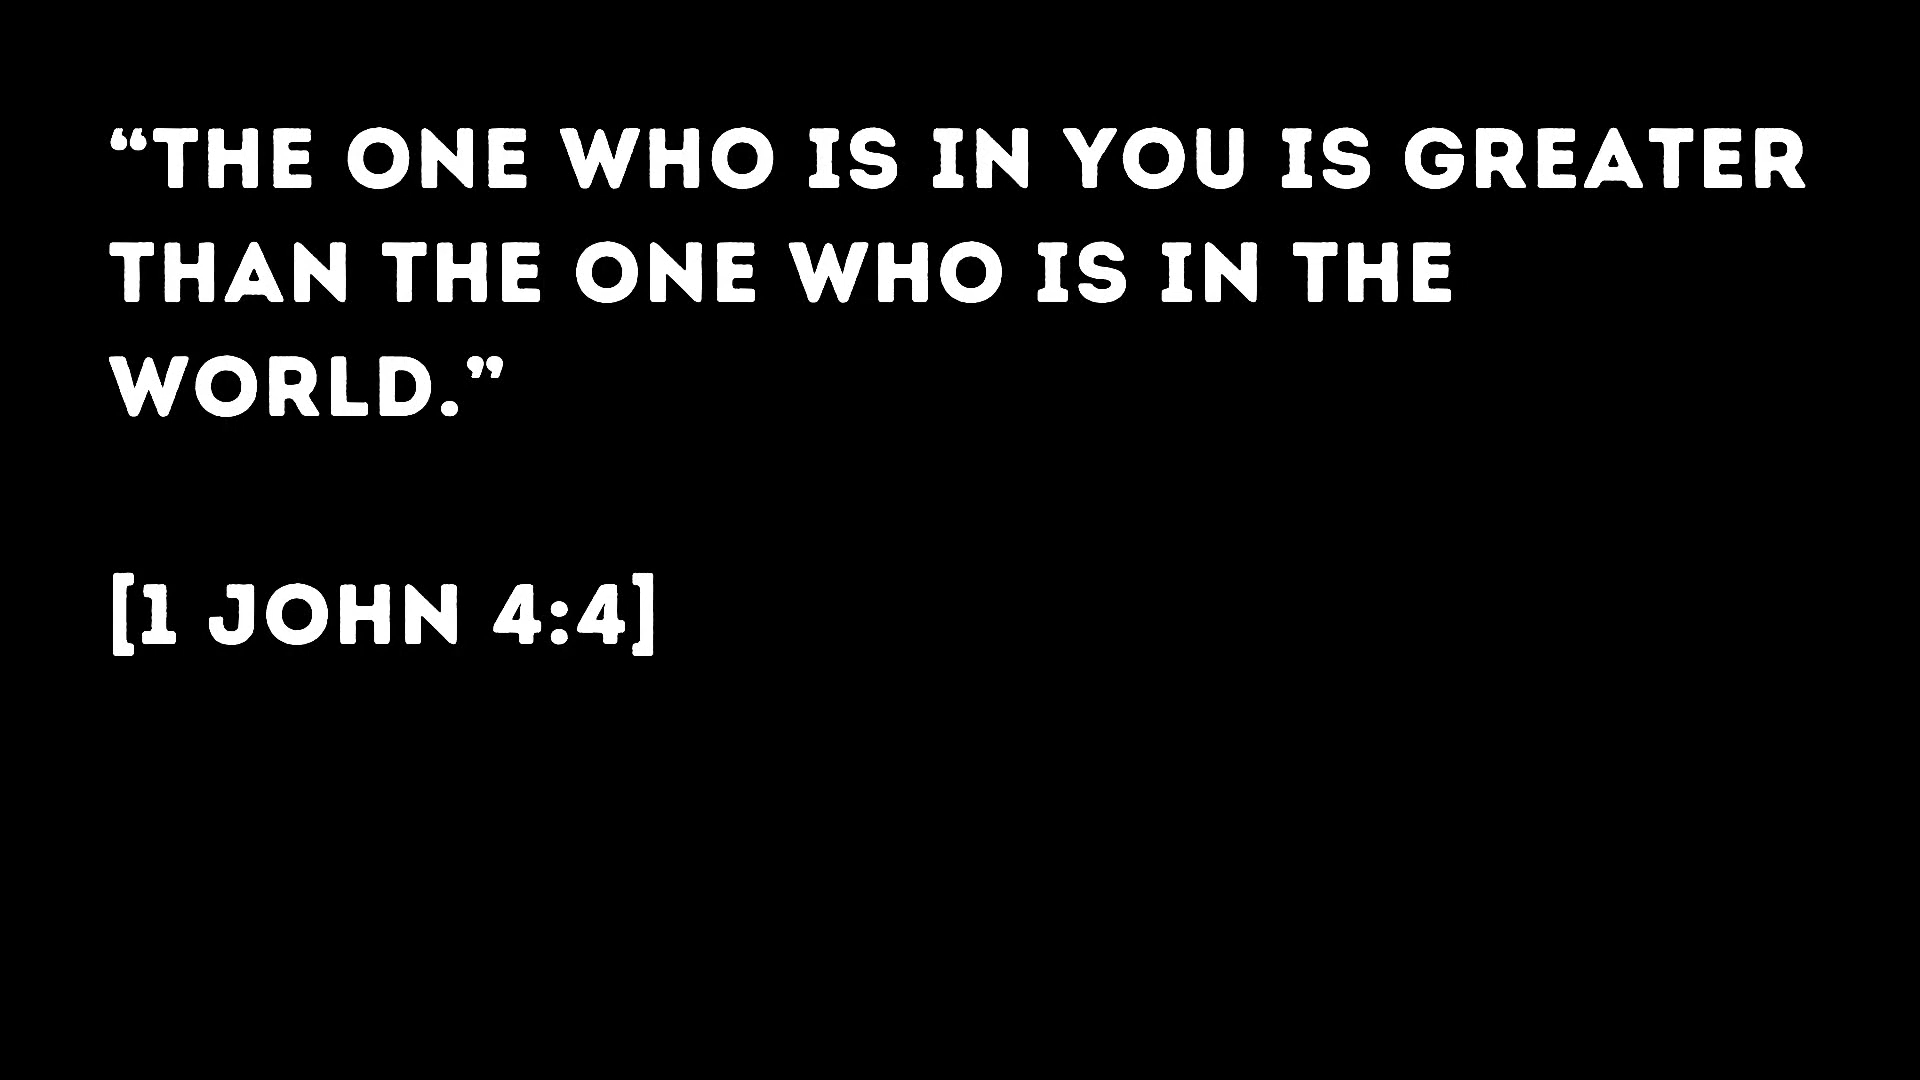 “THE ONE WHO IS IN YOU IS GREATER
THAN THE ONE WHO IS IN THE
WORLD.”
[1 JOHN 4:4]